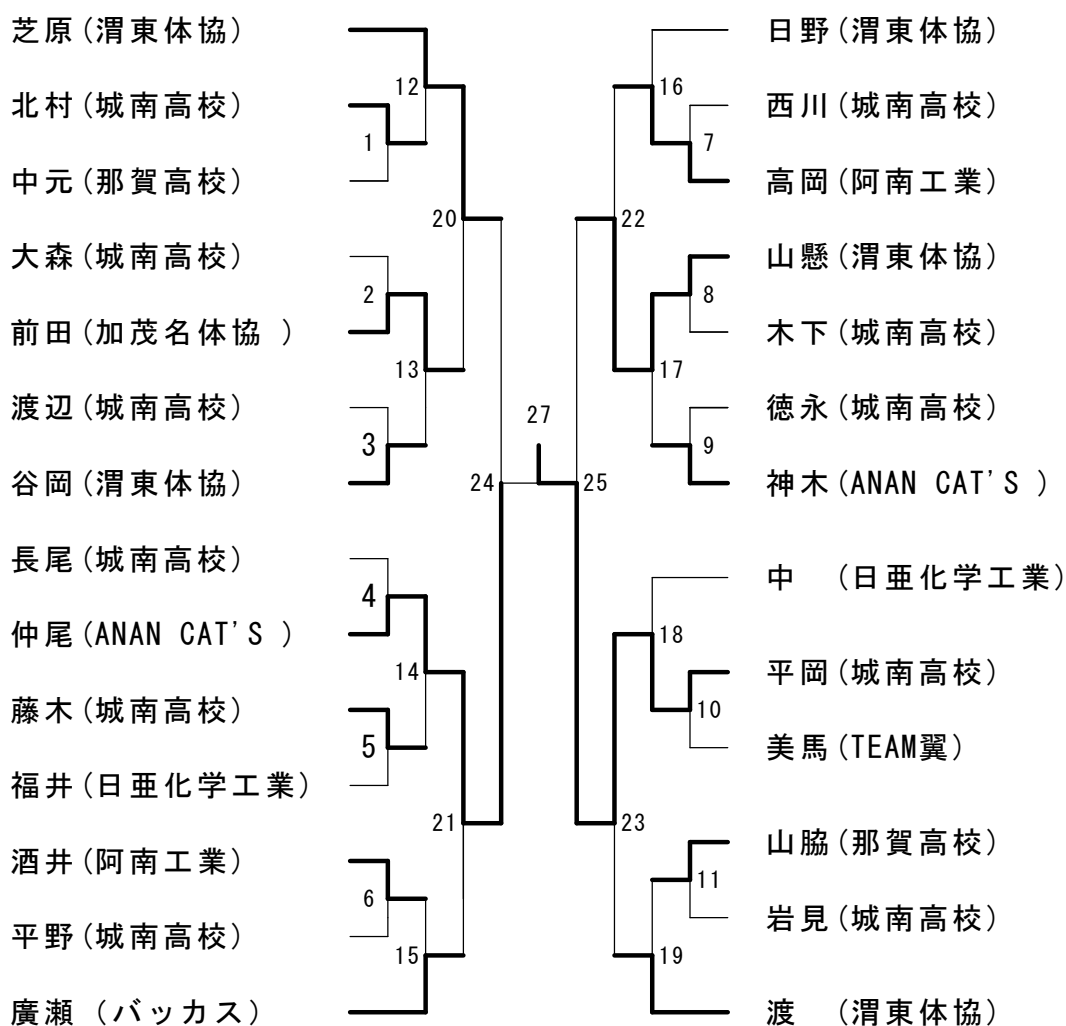 芝原(渭東体協)
北村(城南高校)
中元(那賀高校)
大森(城南高校)
前田(加茂名体協 )
渡辺(城南高校)
谷岡(渭東体協)
長尾(城南高校)
仲尾(ANAN CAT'S )
藤木(城南高校)
福井(日亜化学工業)
酒井(阿南工業)
平野(城南高校)
廣瀬 (バッカス)
1
2
3
4
5
6
12
13
14
15
20
21
24
27
25
22
23
16
17
18
19
7
8
9
10
11
日野(渭東体協)
西川(城南高校)
高岡(阿南工業)
山懸(渭東体協)
木下(城南高校)
徳永(城南高校)
神木(ANAN CAT'S )
中 (日亜化学工業)
平岡(城南高校)
美馬(TEAM翼)
山脇(那賀高校)
岩見(城南高校)
渡 (渭東体協)